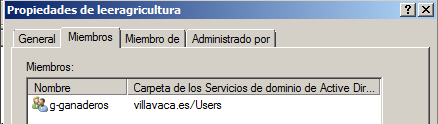 Propiedades de leeragricultura
General Miembros Miembro de Administrado por
Miembros:
Nombre Carpeta de los Servicios de dominio de Active Dir...
g-ganaderos villavaca.es/Users